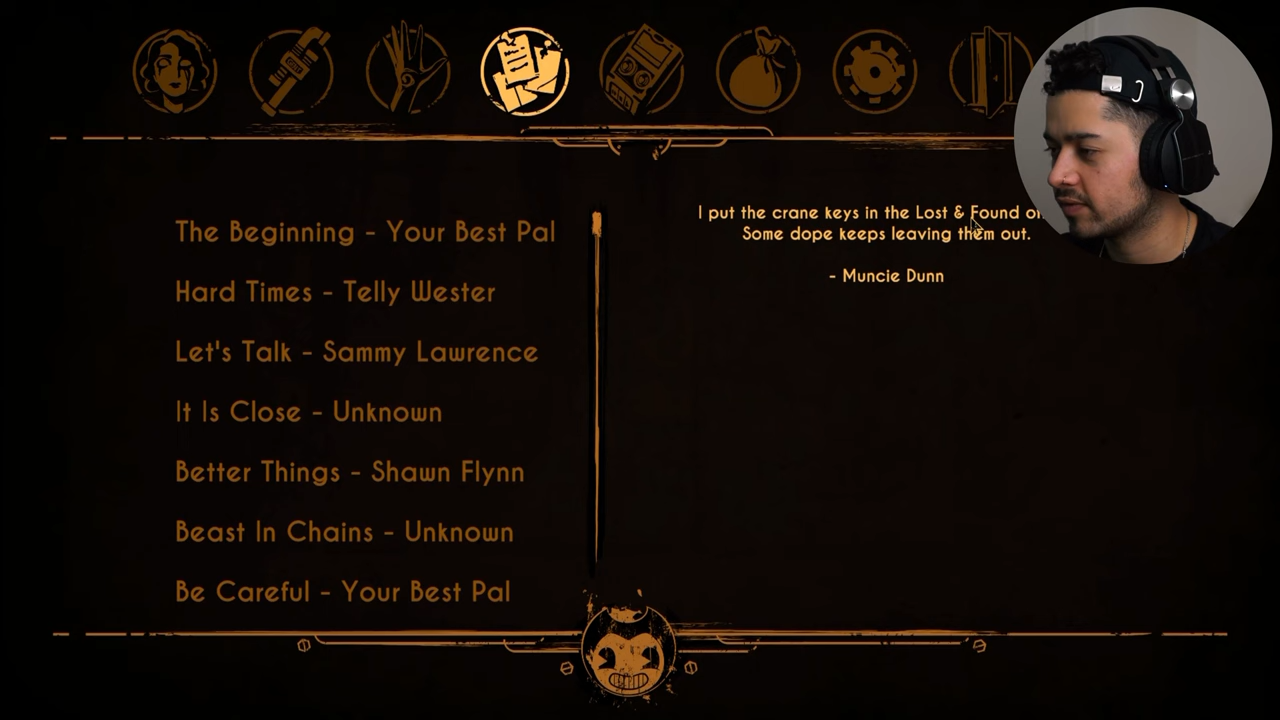 The Beginning - Your Best Pal
Hard Times - Telly Wester
Let's Talk - Sammy Lawrence
It Is Close - Unknown
Better Things - Shawn Flynn
Beast In Chains - Unknown
Be Careful - Your Best Pal
I put the crane keys in the Lost & Found
Some dope keeps leaving them out.
- Muncie Dunn